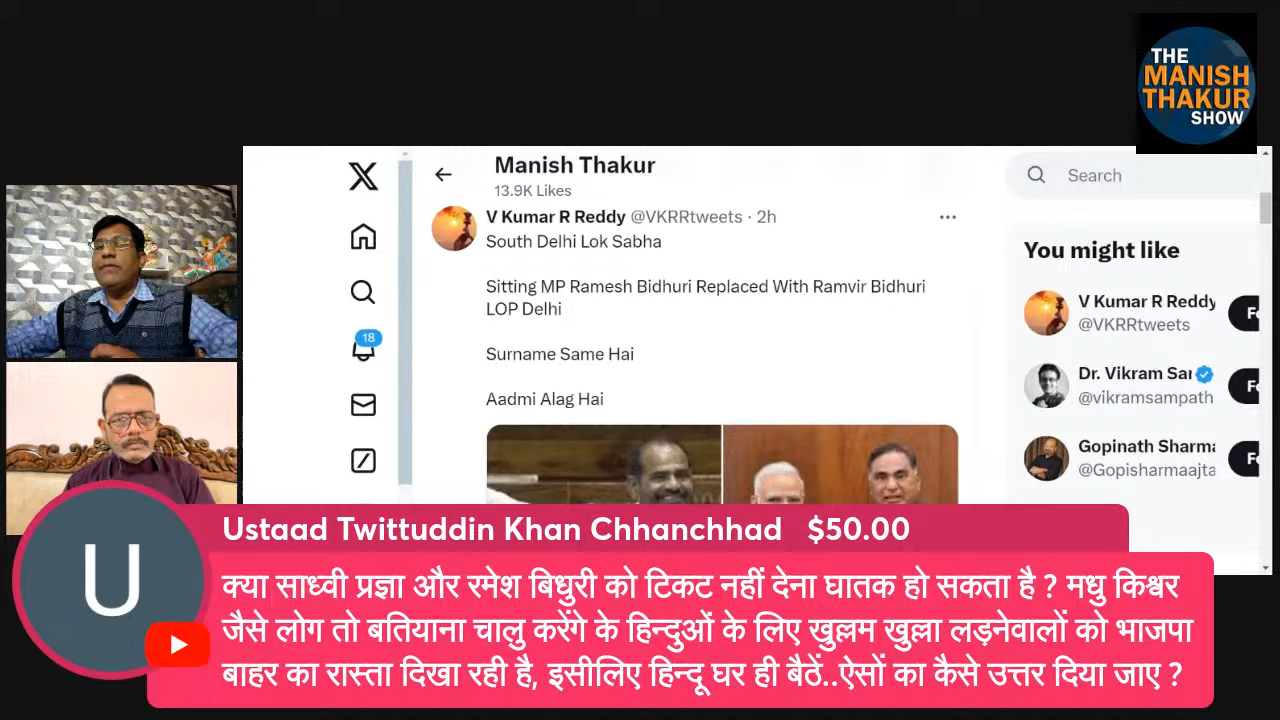 THE
MANISH
THAKUR
SHOW
Manish Thakur
13.9K Likes
Search
V Kumar R Reddy @VKRRtweets · 2h
South Delhi Lok Sabha
Sitting MP Ramesh Bidhuri Replaced With Ramvir Bidhuri
LOP Delhi
Surname Same Hai
Aadmi Alag Hai
18
You might like
V Kumar R Reddy
@VKRRtweets
Dr. Vikram Sa
@vikramsampath
Gopinath Sharma
@Gopisharmaajta
U
Ustaad Twittuddin Khan Chhanchhad $50.00
क्या साध्वी प्रज्ञा और रमेश बिधुरी को टिकट नहीं देना घातक हो सकता है ? मधु किश्वर
जैसे लोग तो बतियाना चालु करेंगे के हिन्दुओं के लिए खुल्लम खुल्ला लड़नेवालों को भाजपा
बाहर का रास्ता दिखा रही है, इसीलिए हिन्दू घर ही बैठें..ऐसों का कैसे उत्तर दिया जाए ?